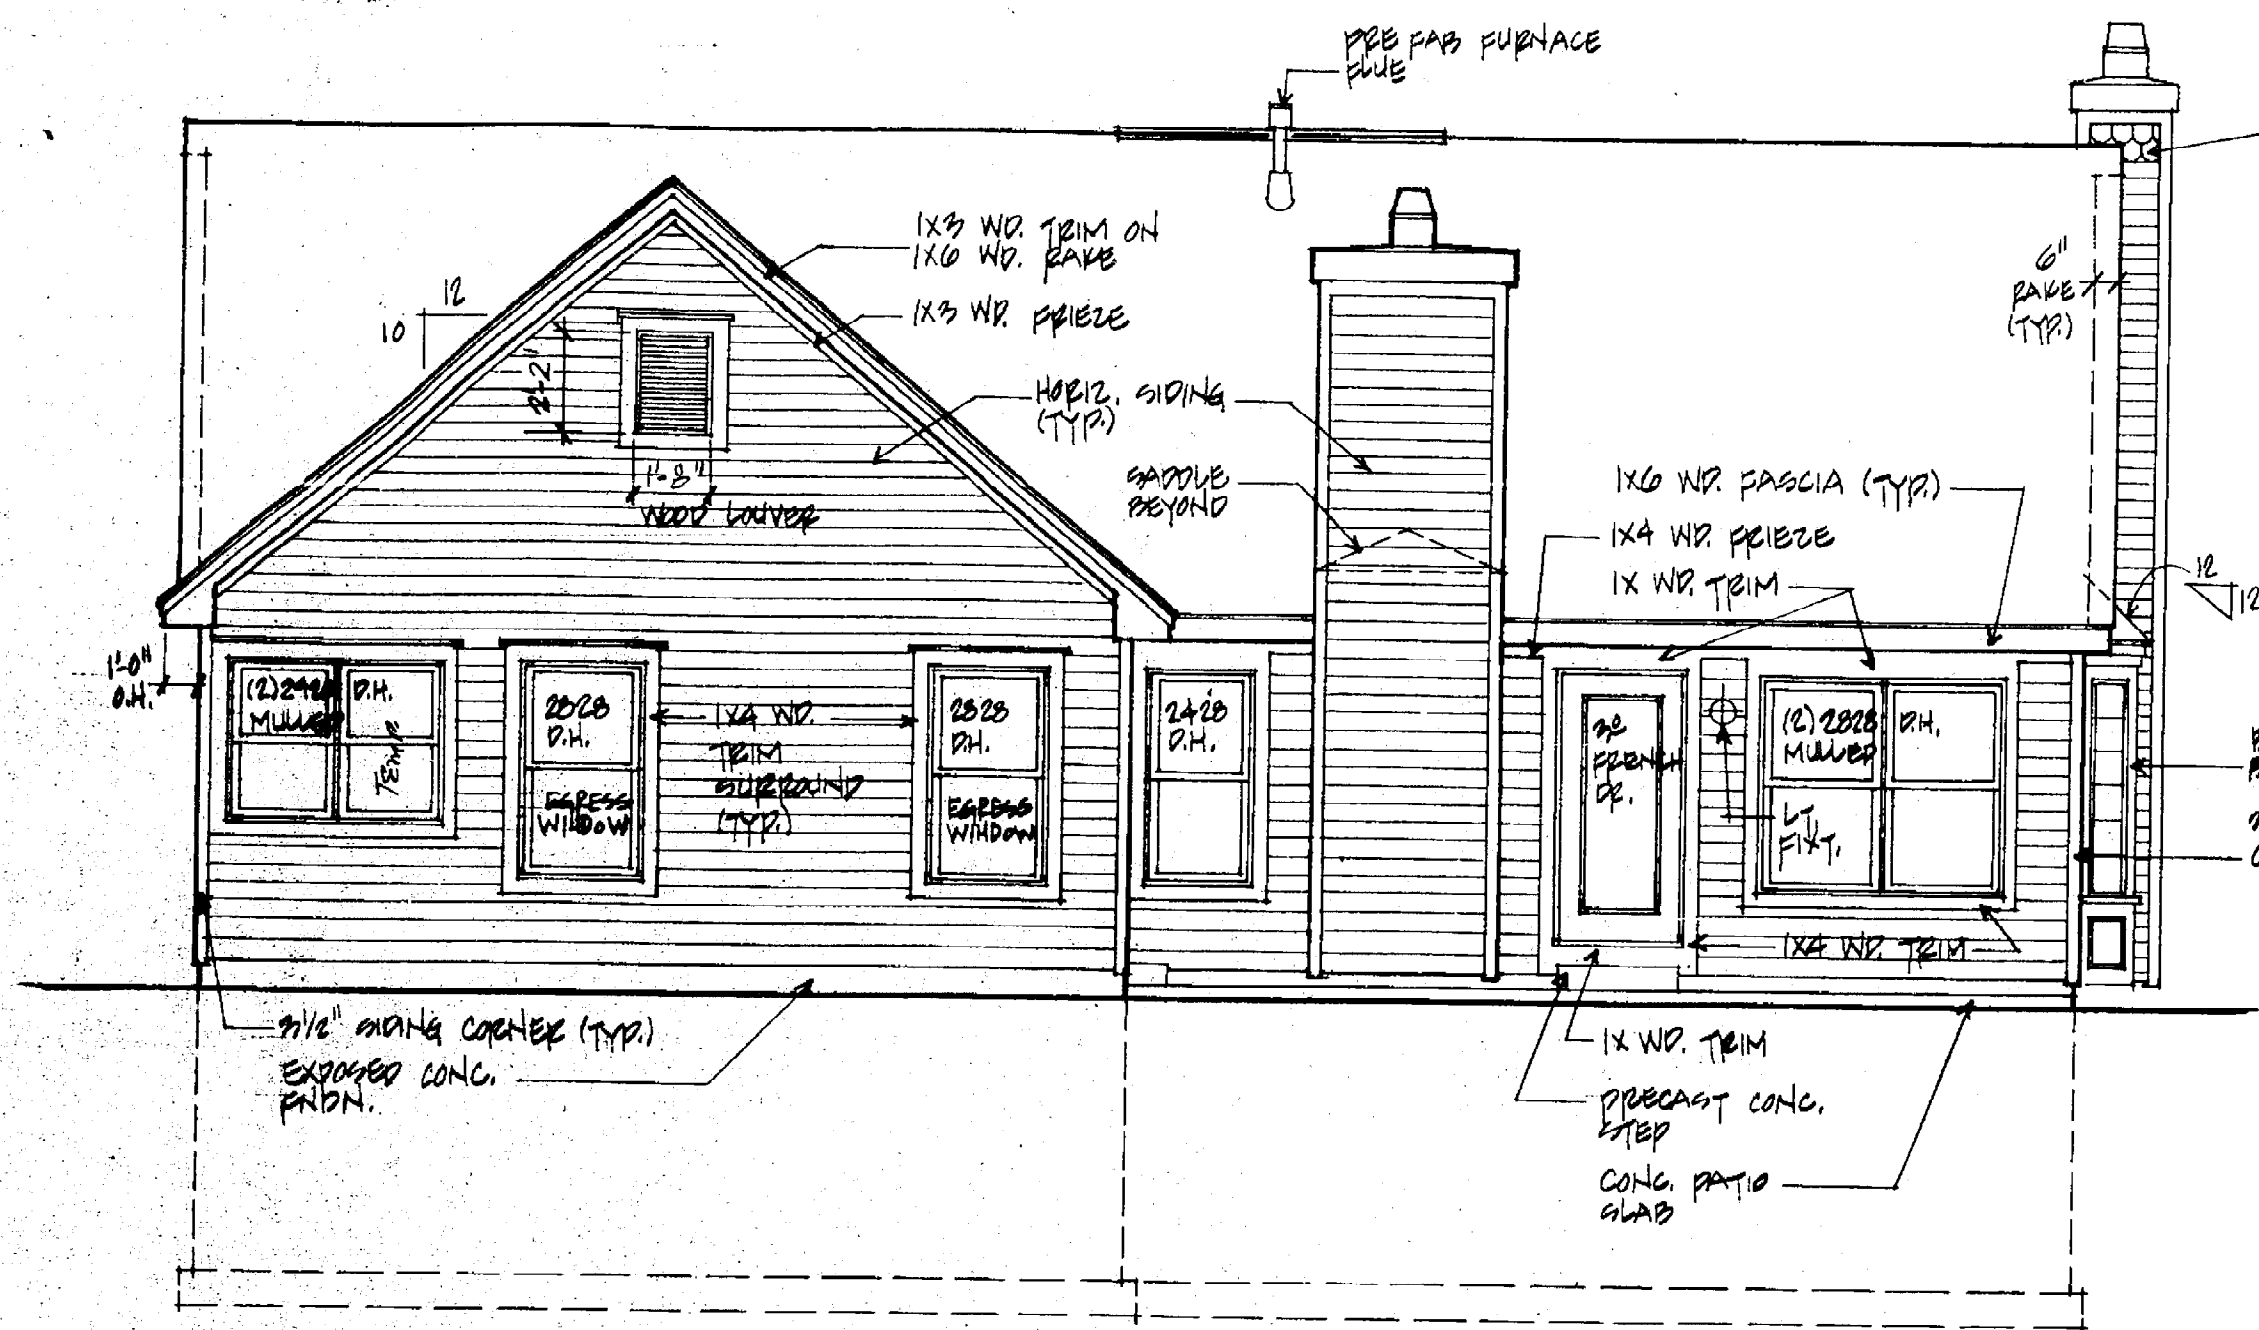 PRE FAB FURNACE
FLUE
1X3 WD. TRIM ON
1X6 WD. RAKE
12
10
1X3 WD. FRIEZE
6"
RAKE
(TYP.)
2'-2"
HORIZ. SIDING
(TYP.)
1'-8"
WOOD LOUVER
SADDLE
BEYOND
1X6 WD. FASCIA (TYP.)
1X4 WD. FRIEZE
1X WD. TRIM
12
12
1'-0"
O.H.
(2) 2428 D.H.
MULLED
2828
D.H.
EGRESS
WINDOW
1X4 WD.
TRIM
SURROUND
(TYP.)
2828
D.H.
EGRESS
WINDOW
2428
D.H.
3º
FRENCH
DR.
(2) 2828 D.H.
MULLED
LT.
FIXT.
1X4 WD. TRIM
3 1/2" SIDING CORNER (TYP.)
EXPOSED CONC.
FNDN.
1X WD. TRIM
PRECAST CONC.
STEP
CONC. PATIO
SLAB